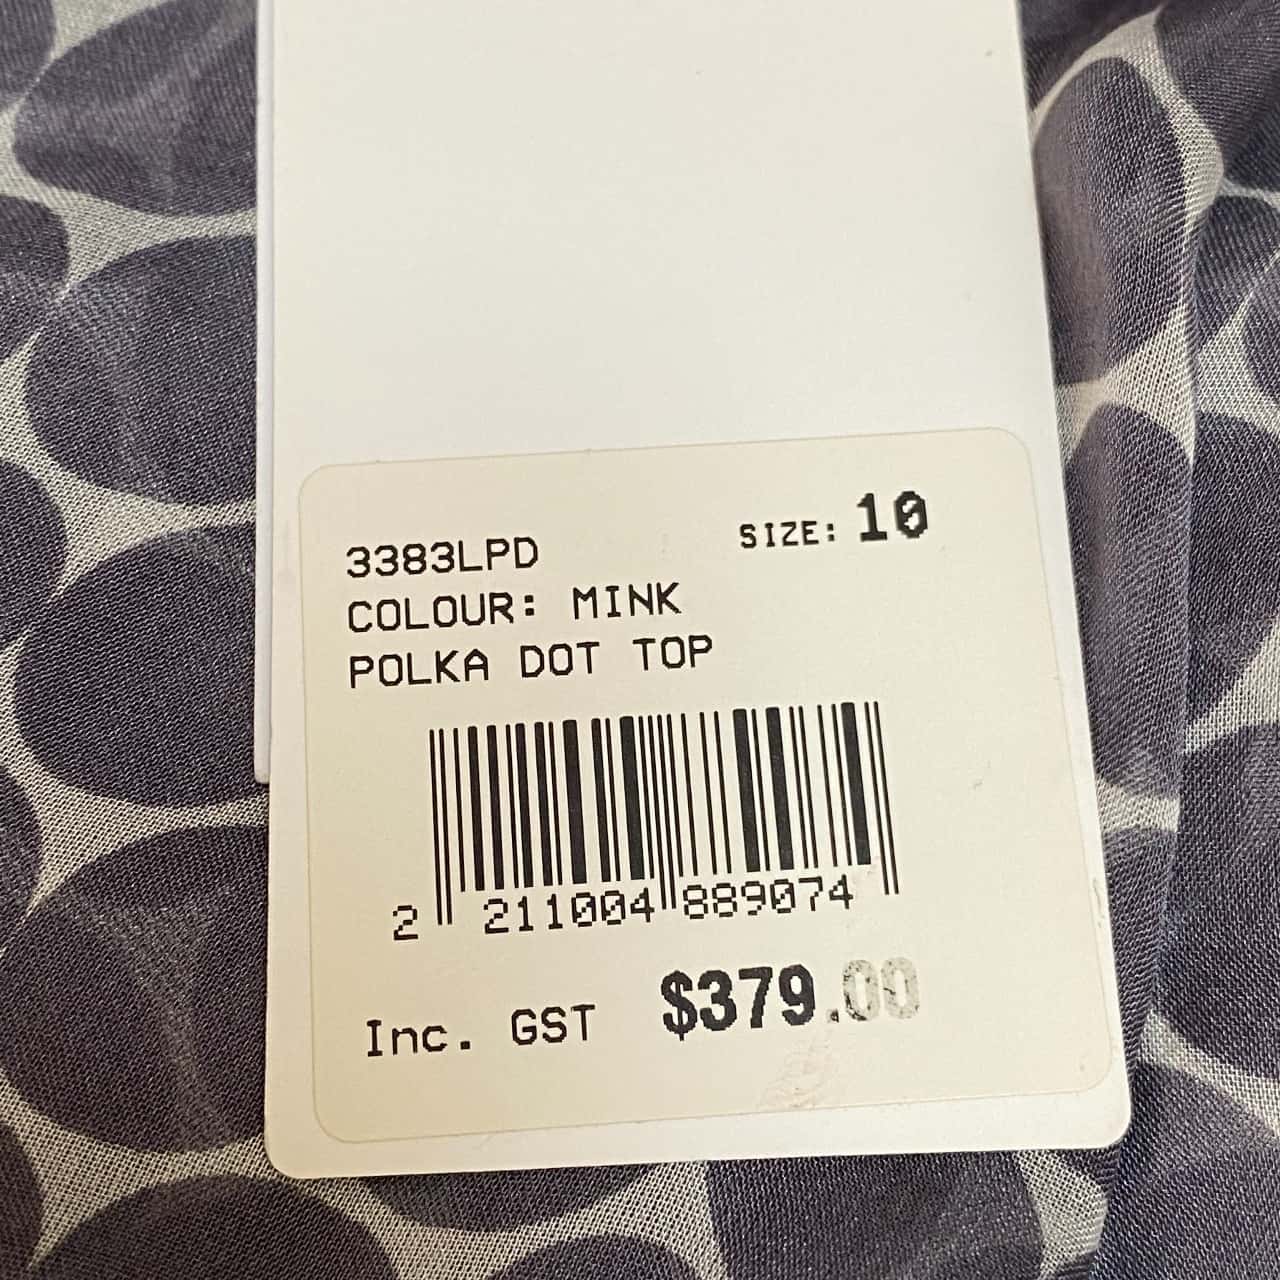 3383LPD SIZE: 10
COLOUR: MINK
POLKA DOT TOP
2 211004 889074
Inc. GST $379.00